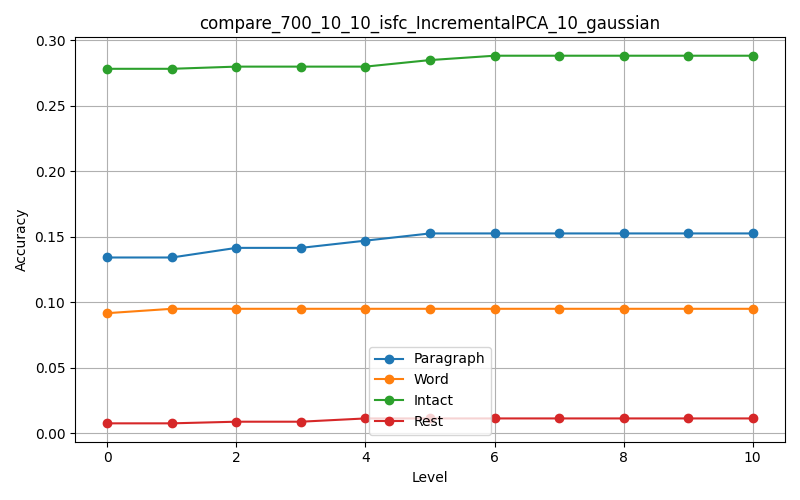 compare_700_10_10_isfc_IncrementalPCA_10_gaussian
0.30
0.25
0.20
0.15
0.10
0.05
0.00
Accuracy
Paragraph
Word
Intact
Rest
0 2 4 6 8 10
Level